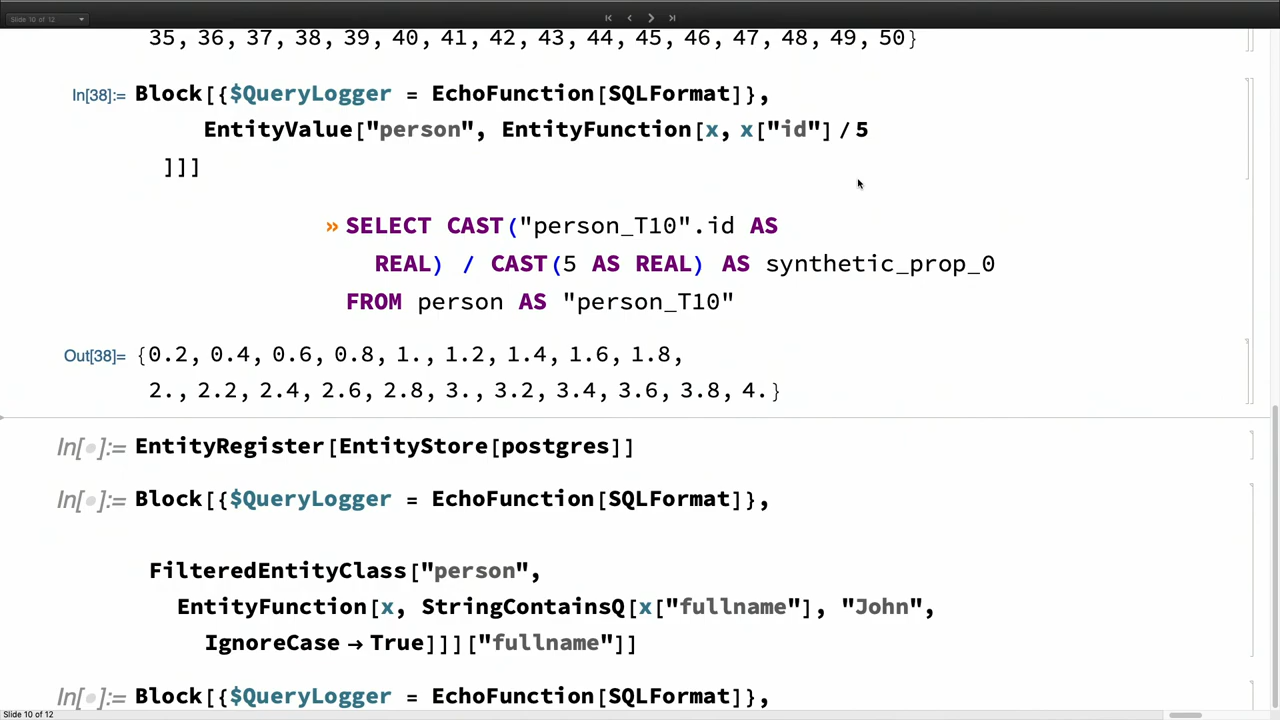 Slide 10 of 12
35, 36, 37, 38, 39, 40, 41, 42, 43, 44, 45, 46, 47, 48, 49, 50}
In[38]:= Block[{$QueryLogger = EchoFunction[SQLFormat]},
EntityValue["person", EntityFunction[x, x["id"] / 5
]]]
» SELECT CAST("person_T10".id AS
REAL) / CAST(5 AS REAL) AS synthetic_prop_0
FROM person AS "person_T10"
Out[38]= {0.2, 0.4, 0.6, 0.8, 1., 1.2, 1.4, 1.6, 1.8,
2., 2.2, 2.4, 2.6, 2.8, 3., 3.2, 3.4, 3.6, 3.8, 4.}
In[●]:= EntityRegister[EntityStore[postgres]]
In[●]:= Block[{$QueryLogger = EchoFunction[SQLFormat]},
FilteredEntityClass["person",
EntityFunction[x, StringContainsQ[x["fullname"], "John",
IgnoreCase → True]]]["fullname"]]
In[●]:= Block[{$QueryLogger = EchoFunction[SQLFormat]},
Slide 10 of 12